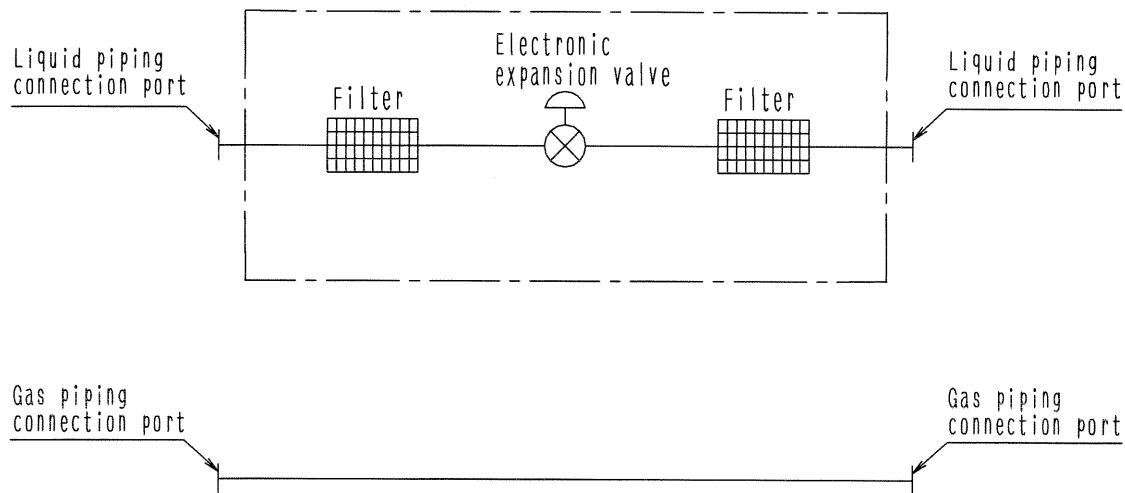 Liquid piping
connection port
Electronic
expansion valve
Liquid piping
connection port
Filter
Filter
Gas piping
connection port
Gas piping
connection port